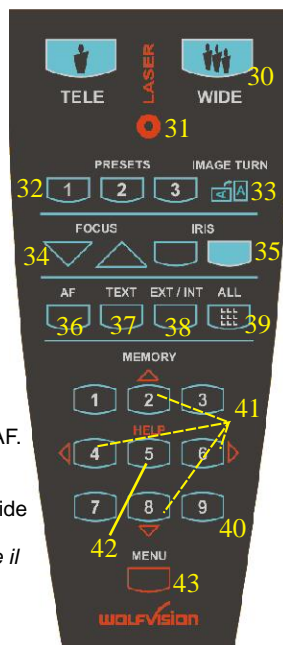 TELE
LASER
WIDE
30
31
PRESETS
IMAGE TURN
32
1
2
3
A
A
33
FOCUS
IRIS
34
35
AF
TEXT
EXT / INT
ALL
36
37
38
39
MEMORY
1
2
3
41
AF.
HELP
4
5
6
ide
7
8
9
40
42
e il
MENU
43
WOLFVISION